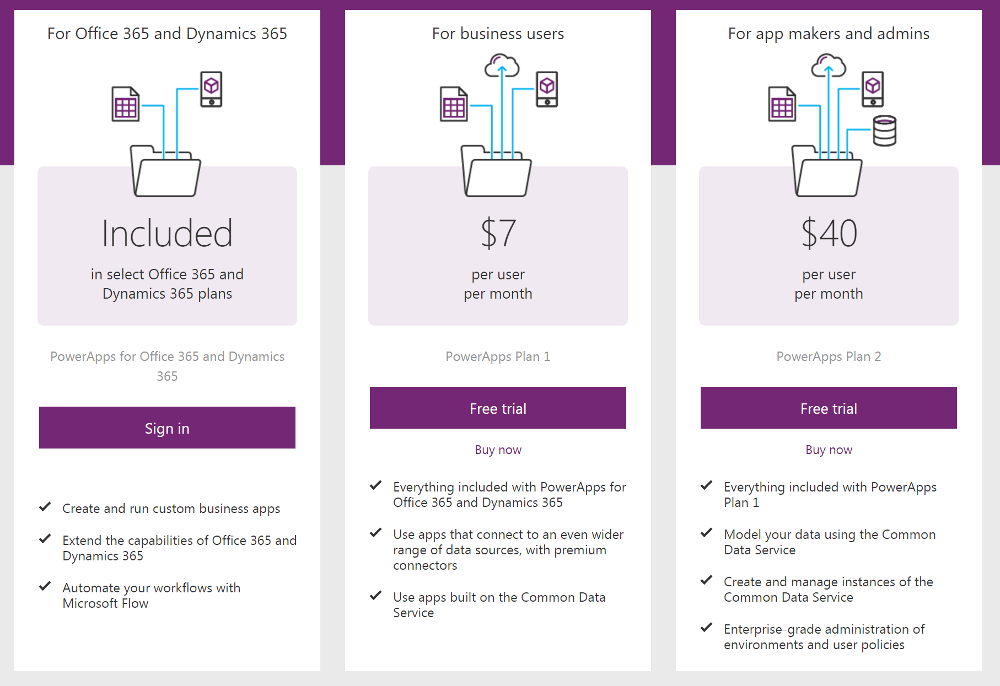 For Office 365 and Dynamics 365
Included
in select Office 365 and
Dynamics 365 plans
PowerApps for Office 365 and Dynamics
365
Sign in
Create and run custom business apps
Extend the capabilities of Office 365 and
Dynamics 365
Automate your workflows with
Microsoft Flow
For business users
$7
per user
per month
PowerApps Plan 1
Free trial
Buy now
Everything included with PowerApps for
Office 365 and Dynamics 365
Use apps that connect to an even wider
range of data sources, with premium
connectors
Use apps built on the Common Data
Service
For app makers and admins
$40
per user
per month
PowerApps Plan 2
Free trial
Buy now
Everything included with PowerApps
Plan 1
Model your data using the Common
Data Service
Create and manage instances of the
Common Data Service
Enterprise-grade administration of
environments and user policies